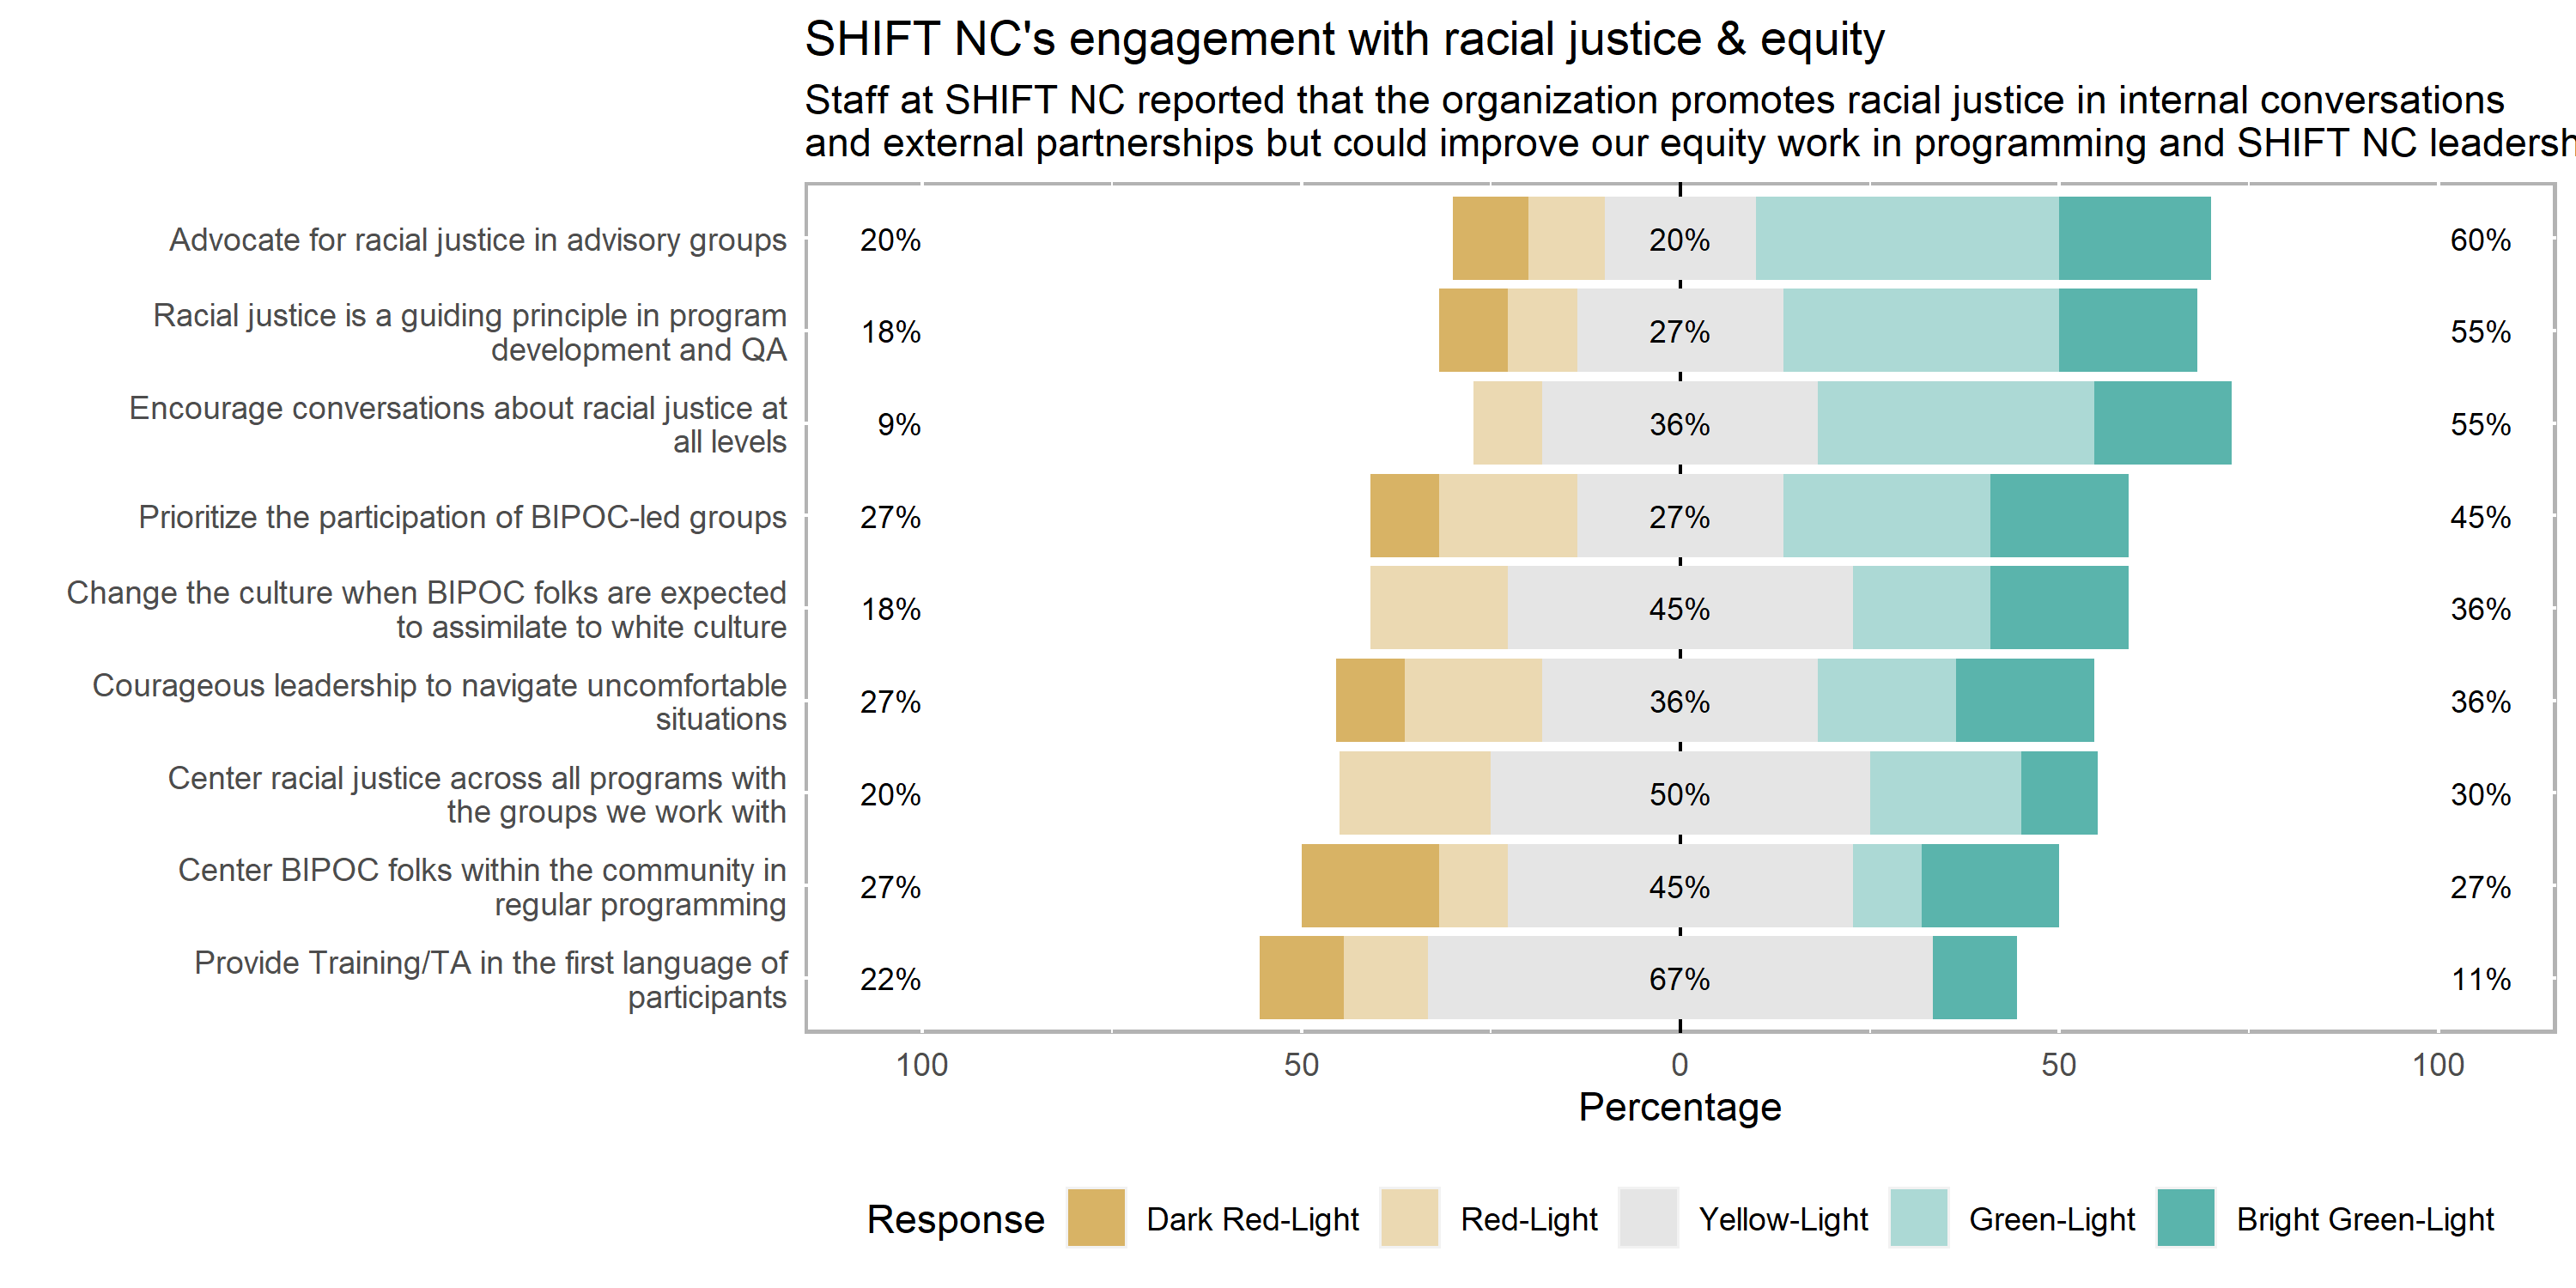 SHIFT NC's engagement with racial justice & equity
Staff at SHIFT NC reported that the organization promotes racial justice in internal conversations
and external partnerships but could improve our equity work in programming and SHIFT NC leadersh
Advocate for racial justice in advisory groups
20%
20%
60%
Racial justice is a guiding principle in program
development and QA
18%
27%
55%
Encourage conversations about racial justice at
all levels
9%
36%
55%
Prioritize the participation of BIPOC-led groups
27%
27%
45%
Change the culture when BIPOC folks are expected
to assimilate to white culture
18%
45%
36%
Courageous leadership to navigate uncomfortable
situations
27%
36%
36%
Center racial justice across all programs with
the groups we work with
20%
50%
30%
Center BIPOC folks within the community in
regular programming
27%
45%
27%
Provide Training/TA in the first language of
participants
22%
67%
11%
100 50 0 50 100
Percentage
Response Dark Red-Light Red-Light Yellow-Light Green-Light Bright Green-Light